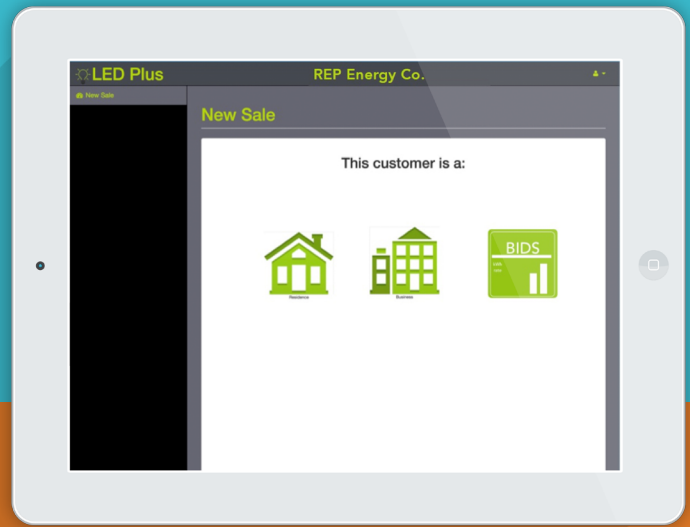 LED Plus
REP Energy Co.
New Sale
New Sale
This customer is a:
BIDS
Residence
Business